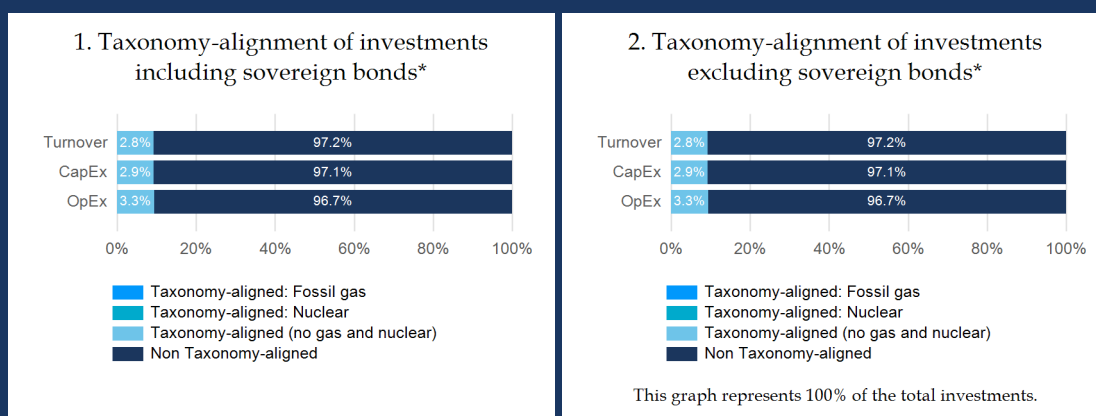 1. Taxonomy-alignment of investments
including sovereign bonds*
Turnover 2.8% 97.2%
CapEx 2.9% 97.1%
OpEx 3.3% 96.7%
0% 20% 40% 60% 80% 100%
Taxonomy-aligned: Fossil gas
Taxonomy-aligned: Nuclear
Taxonomy-aligned (no gas and nuclear)
Non Taxonomy-aligned
2. Taxonomy-alignment of investments
excluding sovereign bonds*
Turnover 2.8% 97.2%
CapEx 2.9% 97.1%
OpEx 3.3% 96.7%
0% 20% 40% 60% 80% 100%
Taxonomy-aligned: Fossil gas
Taxonomy-aligned: Nuclear
Taxonomy-aligned (no gas and nuclear)
Non Taxonomy-aligned
This graph represents 100% of the total investments.